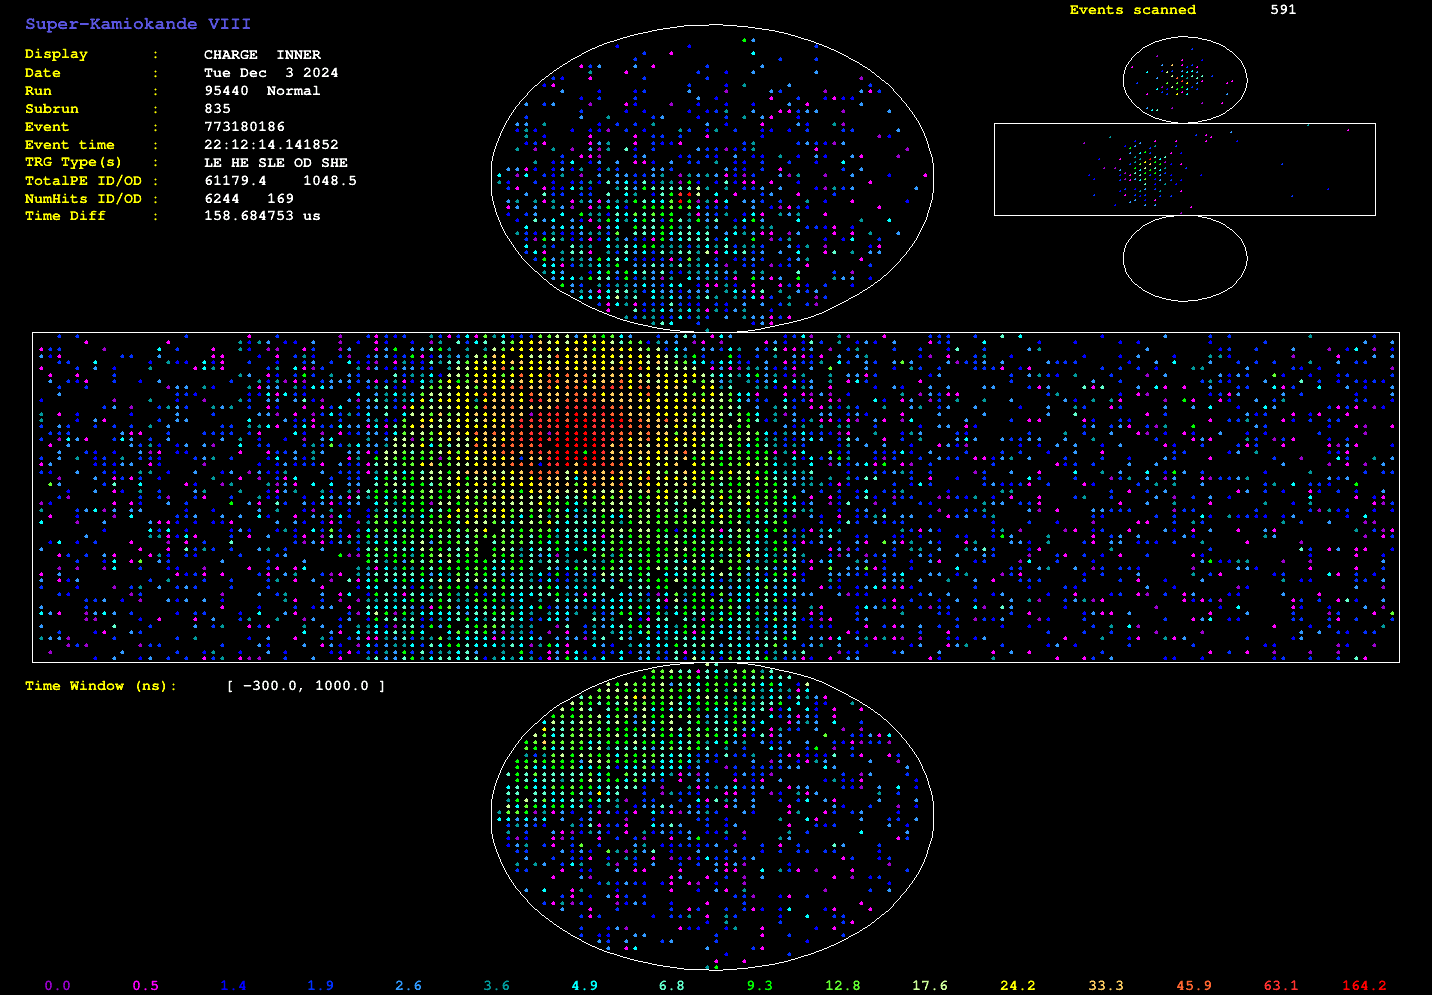 Super-Kamiokande VIII
Events scanned 591
Display : CHARGE INNER
Date : Tue Dec 3 2024
Run : 95440 Normal
Subrun : 835
Event : 773180186
Event time : 22:12:14.141852
TRG Type(s) : LE HE SLE OD SHE
TotalPE ID/OD : 61179.4 1048.5
NumHits ID/OD : 6244 169
Time Diff : 158.684753 us
Time Window (ns): [ -300.0, 1000.0 ]
0.0 0.5 1.4 1.9 2.6 3.6 4.9 6.8 9.3 12.8 17.6 24.2 33.3 45.9 63.1 164.2